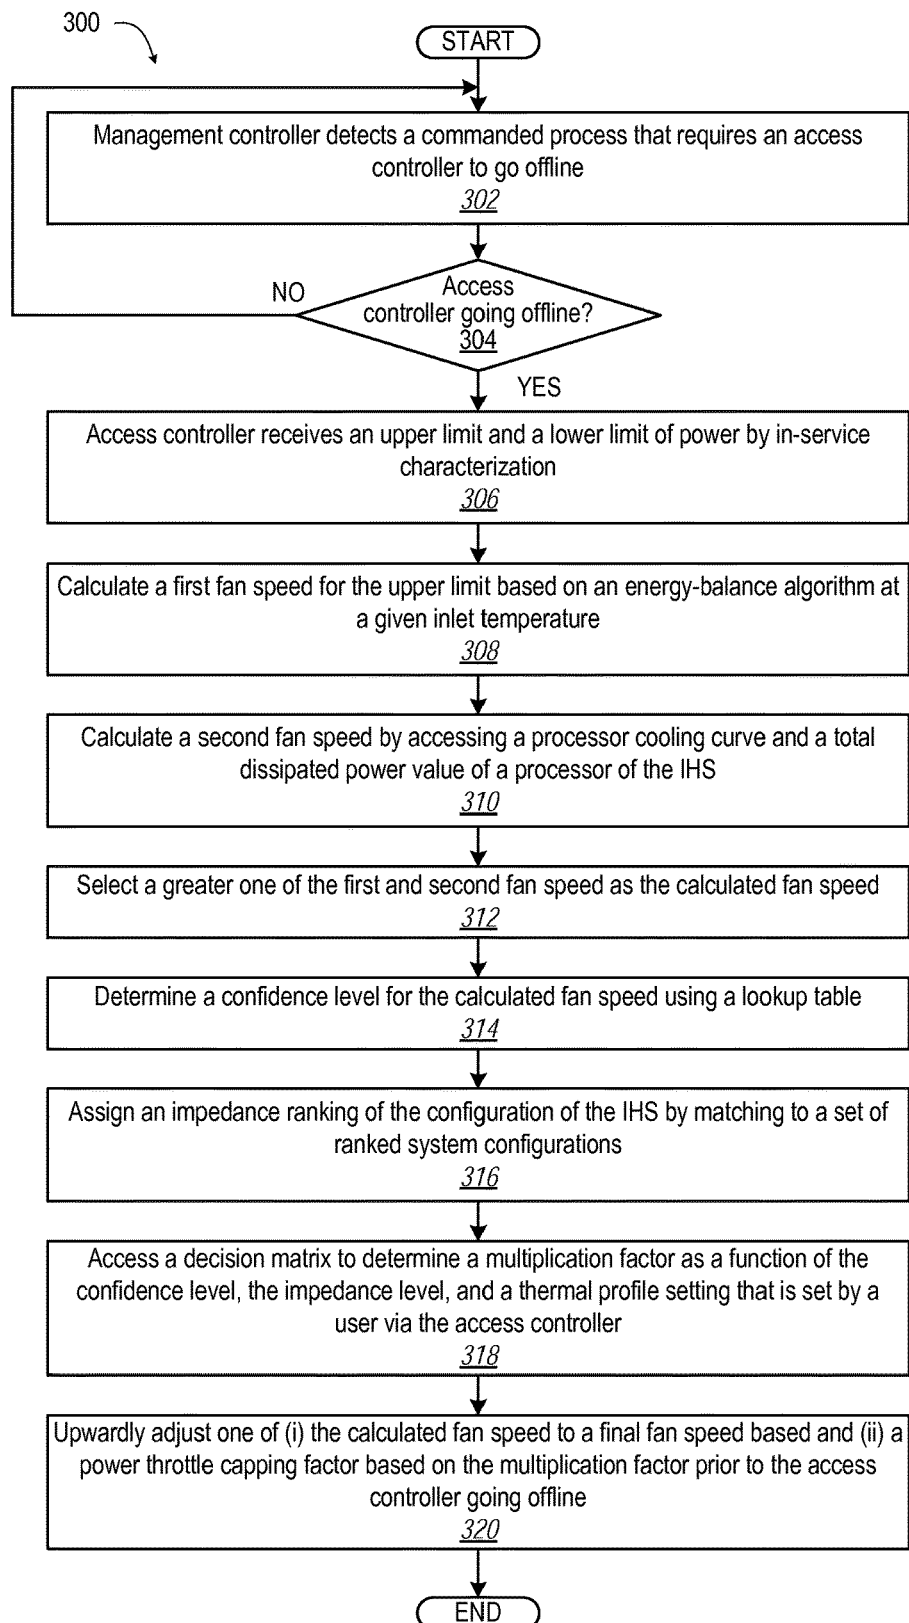 300
START
Management controller detects a commanded process that requires an access
controller to go offline
302
Access
controller going offline?
304
NO
YES
Access controller receives an upper limit and a lower limit of power by in-service
characterization
306
Calculate a first fan speed for the upper limit based on an energy-balance algorithm at
a given inlet temperature
308
Calculate a second fan speed by accessing a processor cooling curve and a total
dissipated power value of a processor of the IHS
310
Select a greater one of the first and second fan speed as the calculated fan speed
312
Determine a confidence level for the calculated fan speed using a lookup table
314
Assign an impedance ranking of the configuration of the IHS by matching to a set of
ranked system configurations
316
Access a decision matrix to determine a multiplication factor as a function of the
confidence level, the impedance level, and a thermal profile setting that is set by a
user via the access controller
318
Upwardly adjust one of (i) the calculated fan speed to a final fan speed based and (ii) a
power throttle capping factor based on the multiplication factor prior to the access
controller going offline
320
END